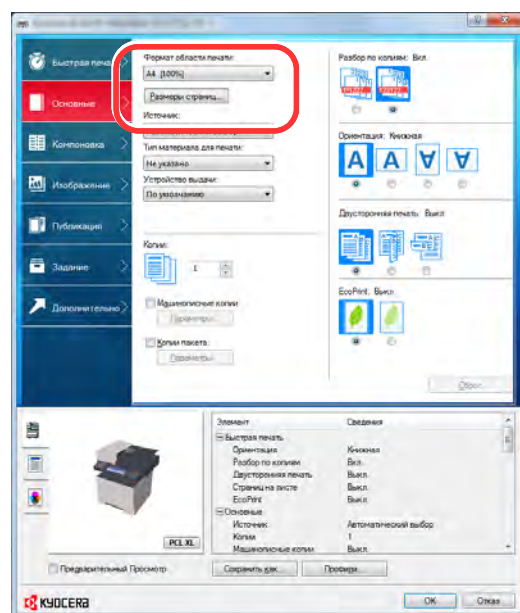 Быстрая печа
Основные
Компоновка
Изображение
Публикация
Задание
Дополнительно
Формат области печати:
A4 [100%]
Размеры страниц...
Источник:
Тип материала для печати:
Не указано
Устройство выдачи:
По умолчанию
Копии:
1
Машинописные копии
Параметры...
Копии пакета:
Параметры...
Разбор по копиям: Вкл.
Ориентация: Книжная
A A A A
Двусторонняя печать: Выкл.
EcoPrint: Выкл.
Сброс
PCL XL
Предварительный Просмотр
Элемент Сведения
Быстрая печать
Ориентация Книжная
Разбор по копиям Вкл.
Двусторонняя печать Выкл.
Страниц на листе Выкл.
EcoPrint Выкл.
Основные
Источник Автоматический выбор
Копии 1
Машинописные копии Выкл.
Сохранить как... Профили...
KYOCERA
OK Отказ